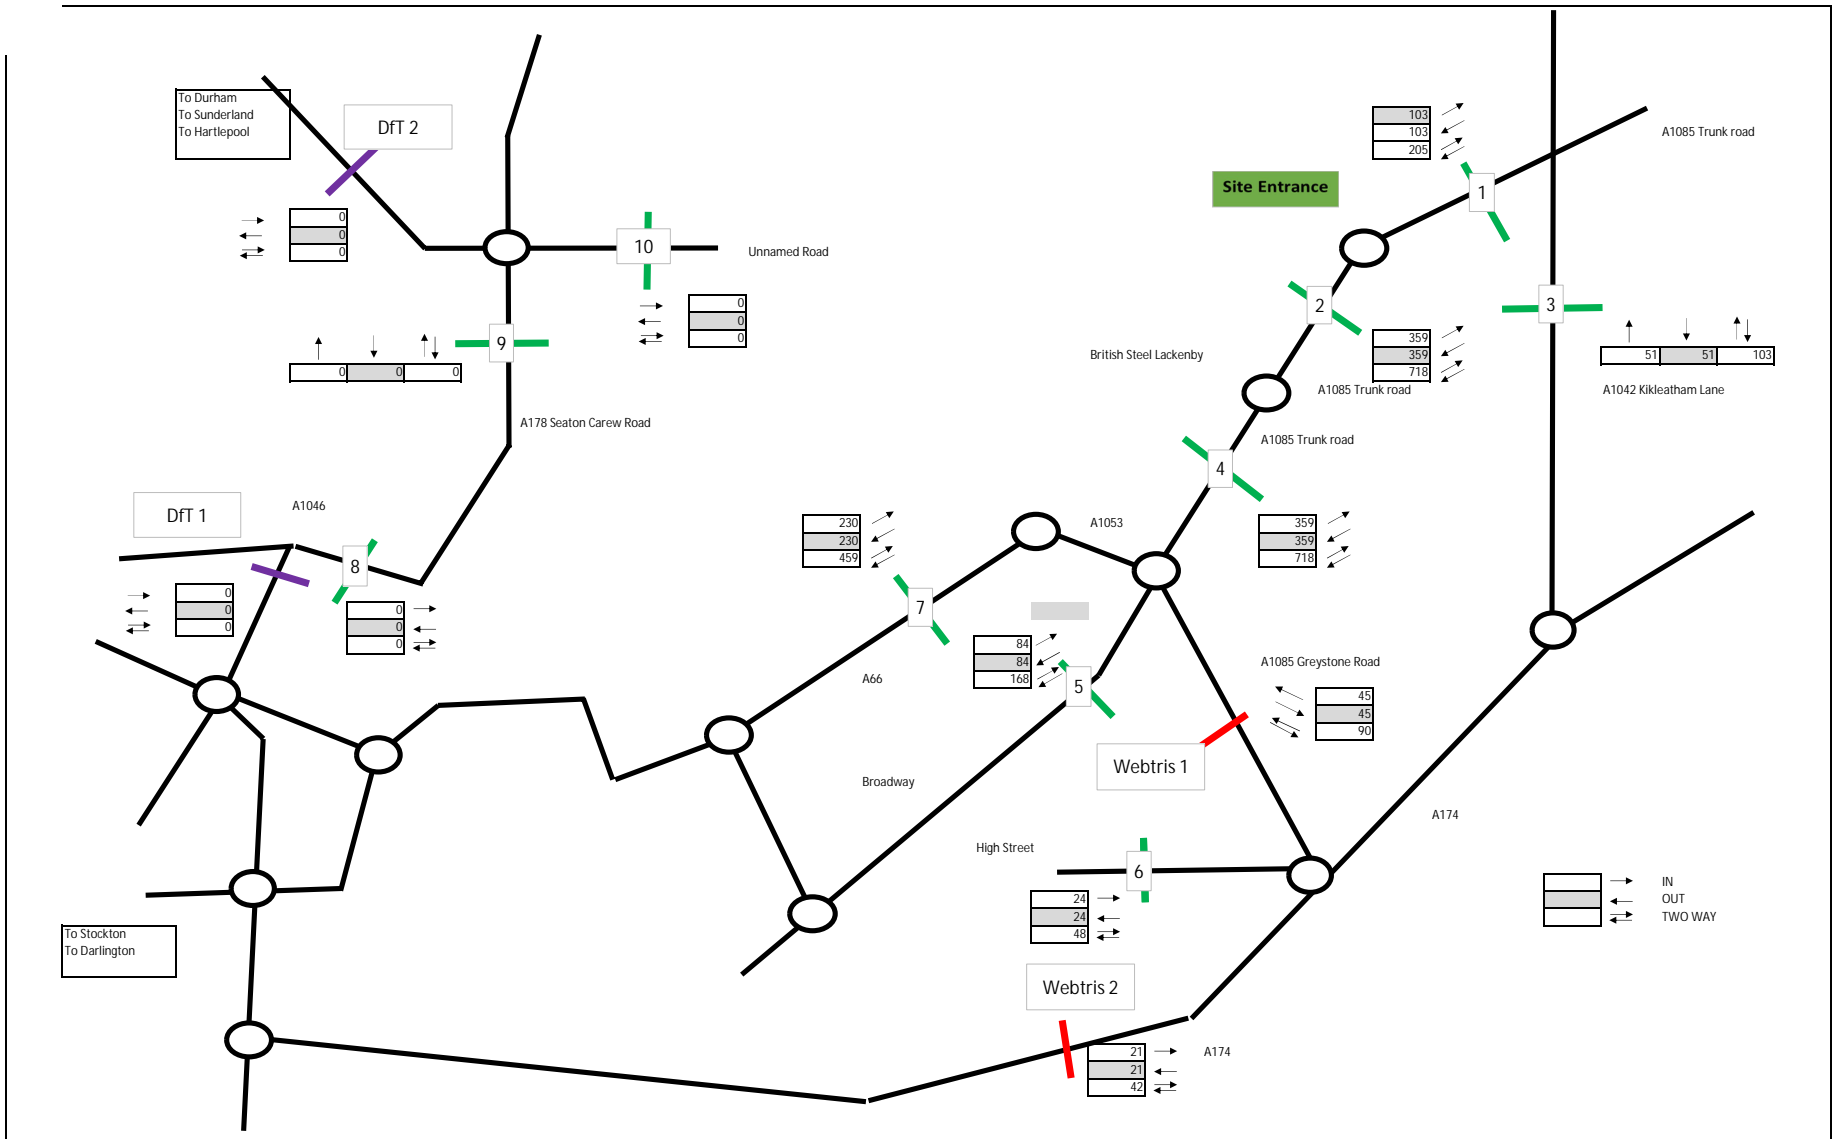 To Durham
To Sunderland
To Hartlepool
DfT 2
0
0
0
10
Unnamed Road
0
0
0
9
0 0 0
A178 Seaton Carew Road
103
103
205
A1085 Trunk road
Site Entrance
1
2
3
359
359
718
British Steel Lackenby
A1085 Trunk road
51 51 103
A1042 Kikleatham Lane
A1085 Trunk road
4
359
359
718
DfT 1
A1046
8
0
0
0
0
0
0
230
230
459
A1053
7
84
84
168
5
A66
A1085 Greystone Road
45
45
90
Webtris 1
Broadway
A174
High Street
6
24
24
48
IN
OUT
TWO WAY
To Stockton
To Darlington
Webtris 2
21
21
42
A174